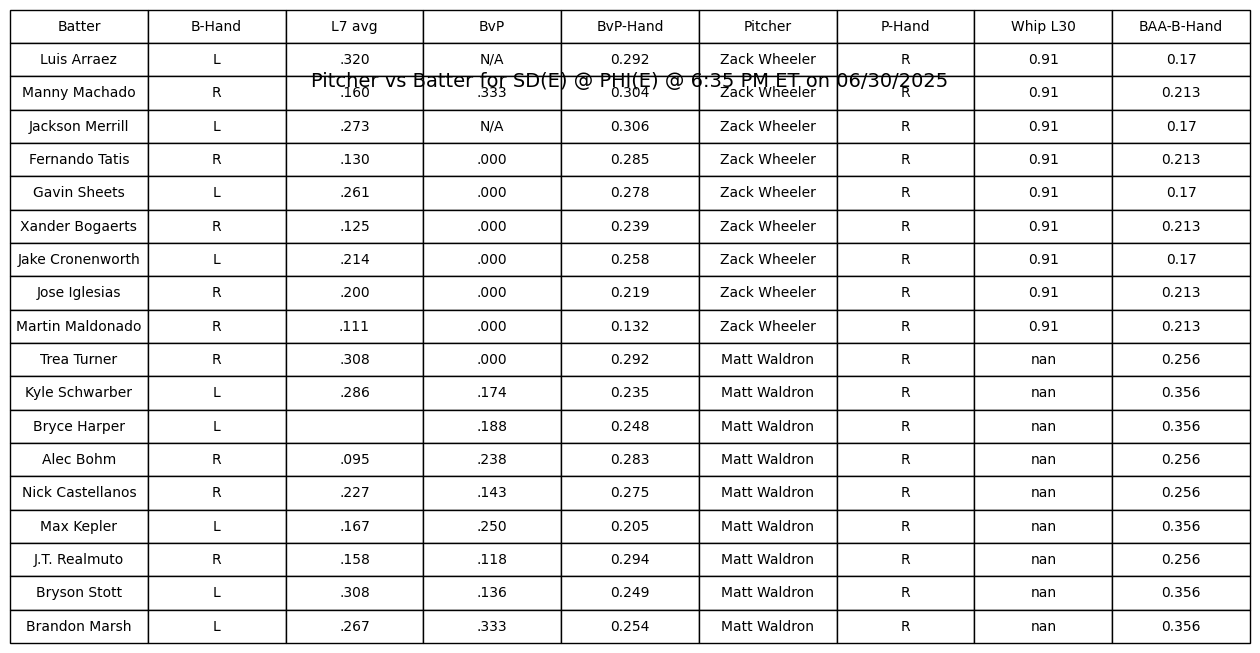 Batter B-Hand L7 avg BvP BvP-Hand Pitcher P-Hand Whip L30 BAA-B-Hand
Luis Arraez L .320 N/A 0.292 Zack Wheeler R 0.91 0.17
Pitcher vs Batter for SD(E) @ PHI(E) @ 6:35 PM ET on 06/30/2025
Manny Machado R .160 .333 0.304 Zack Wheeler R 0.91 0.213
Jackson Merrill L .273 N/A 0.306 Zack Wheeler R 0.91 0.17
Fernando Tatis R .130 .000 0.285 Zack Wheeler R 0.91 0.213
Gavin Sheets L .261 .000 0.278 Zack Wheeler R 0.91 0.17
Xander Bogaerts R .125 .000 0.239 Zack Wheeler R 0.91 0.213
Jake Cronenworth L .214 .000 0.258 Zack Wheeler R 0.91 0.17
Jose Iglesias R .200 .000 0.219 Zack Wheeler R 0.91 0.213
Martin Maldonado R .111 .000 0.132 Zack Wheeler R 0.91 0.213
Trea Turner R .308 .000 0.292 Matt Waldron R nan 0.256
Kyle Schwarber L .286 .174 0.235 Matt Waldron R nan 0.356
Bryce Harper L .188 0.248 Matt Waldron R nan 0.356
Alec Bohm R .095 .238 0.283 Matt Waldron R nan 0.256
Nick Castellanos R .227 .143 0.275 Matt Waldron R nan 0.256
Max Kepler L .167 .250 0.205 Matt Waldron R nan 0.356
J.T. Realmuto R .158 .118 0.294 Matt Waldron R nan 0.256
Bryson Stott L .308 .136 0.249 Matt Waldron R nan 0.356
Brandon Marsh L .267 .333 0.254 Matt Waldron R nan 0.356